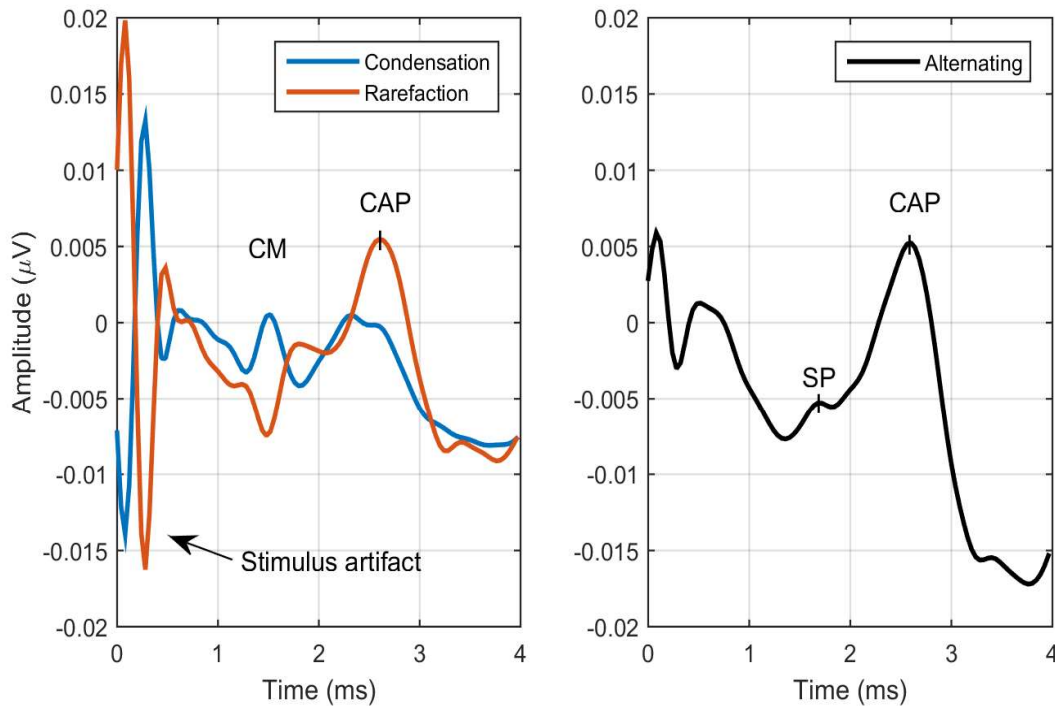 Amplitude (μV)
0.02
0.015
0.01
0.005
0
-0.005
-0.01
-0.015
-0.02
Condensation
Rarefaction
CAP
CM
Stimulus artifact
0 1 2 3 4
Time (ms)
0.02
0.015
0.01
0.005
0
-0.005
-0.01
-0.015
-0.02
Alternating
CAP
SP
0 1 2 3 4
Time (ms)